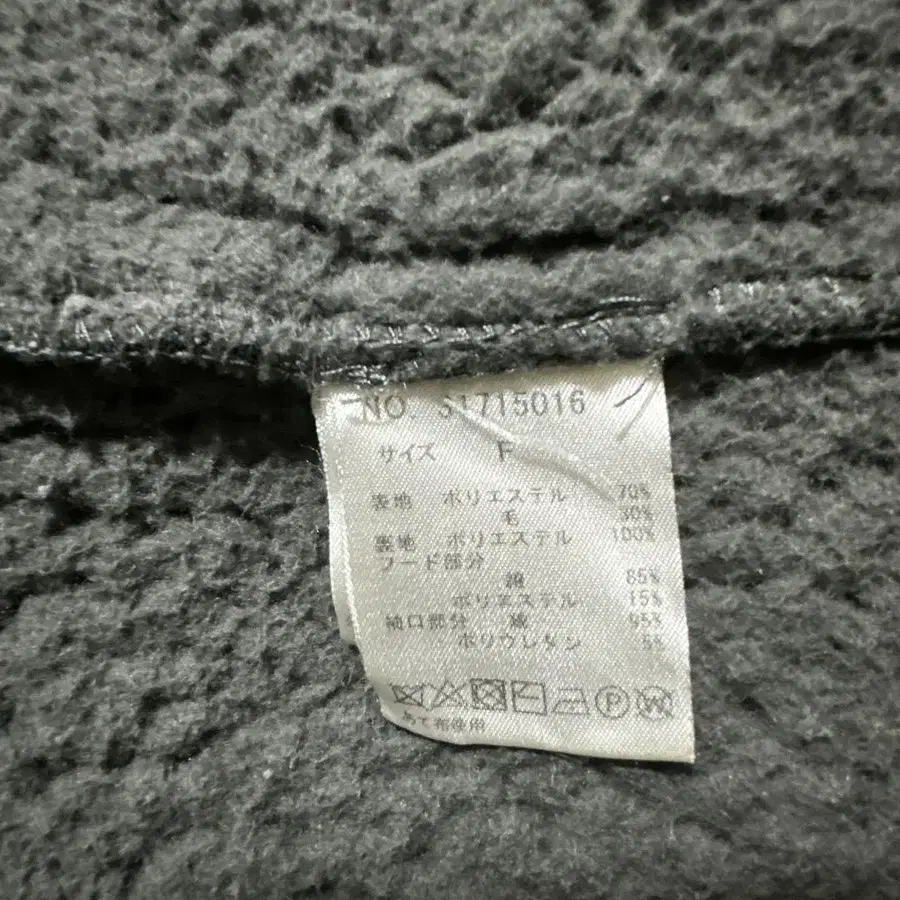 NO. 31715016
サイズ F
表地 ポリエステル 70%
毛 30%
裏地 ポリエステル 100%
フード部分
綿 85%
ポリエステル 15%
袖口部分 綿 95%
ポリウレタン 5%
P W
あて布使用